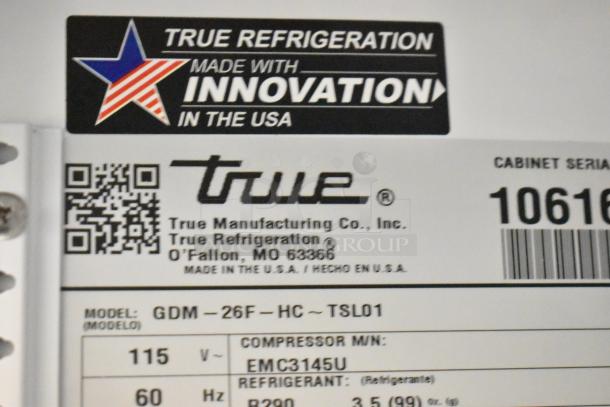 TRUE REFRIGERATION
MADE WITH
INNOVATION
IN THE USA
true®
CABINET SERIA
10616
True Manufacturing Co., Inc.
True Refrigeration®
O'Fallon, MO 63366
MADE IN THE U.S.A. / HECHO EN U.S.A.
GROUP
MODEL: GDM-26F-HC~TSL01
(MODELO)
115 V~
COMPRESSOR M/N:
EMC3145U
60 Hz
REFRIGERANT: (Refrigerante)
R290 3.5 (99) oz. (g)